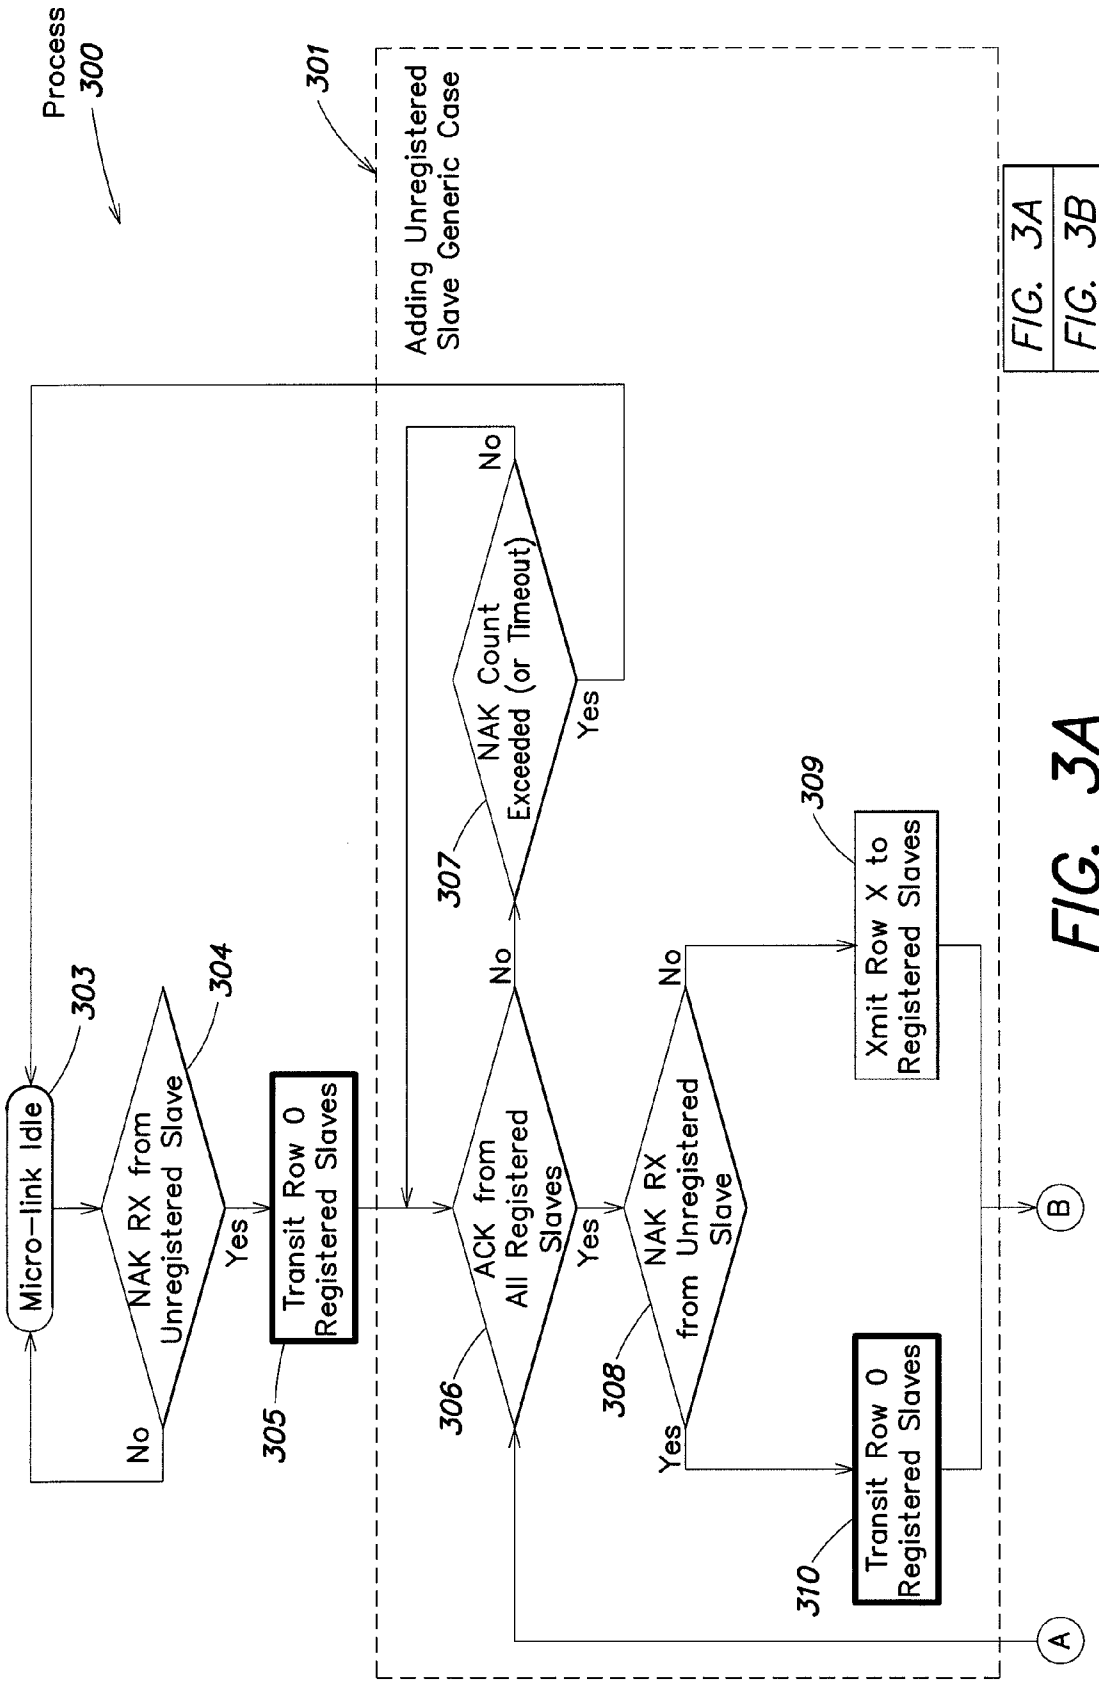 Process
300
Micro-link Idle
303
NAK RX from
Unregistered Slave
304
No
Yes
Transit Row 0
Registered Slaves
305
301
Adding Unregistered
Slave Generic Case
ACK from
All Registered
Slaves
306
No
Yes
NAK Count
Exceeded (or Timeout)
307
No
Yes
NAK RX
from Unregistered
Slave
308
Yes
No
Transit Row 0
Registered Slaves
310
Xmit Row X to
Registered Slaves
309
A
B
FIG. 3A
FIG. 3A
FIG. 3B